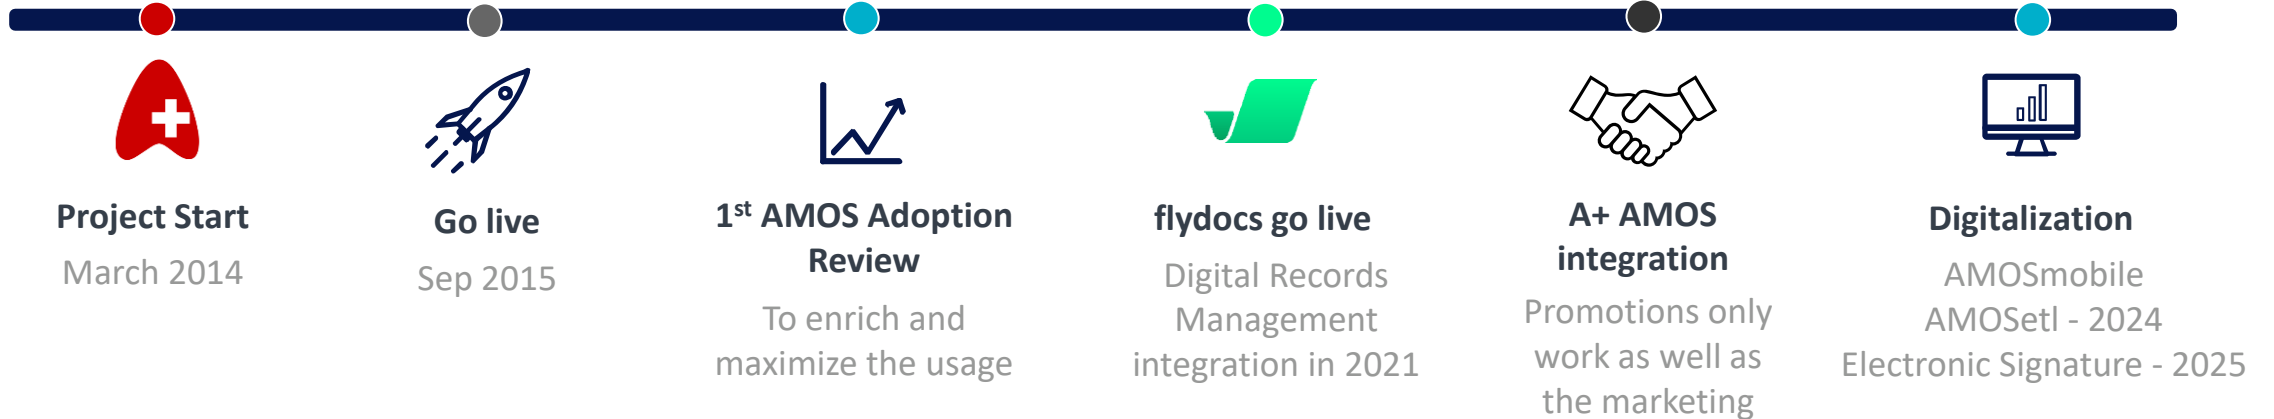 Project Start
March 2014
Go live
Sep 2015
1st AMOS Adoption
Review
To enrich and
maximize the usage
flydocs go live
Digital Records
Management
integration in 2021
A+ AMOS
integration
Promotions only
work as well as
the marketing
Digitalization
AMOSmobile
AMOSetl - 2024
Electronic Signature - 2025